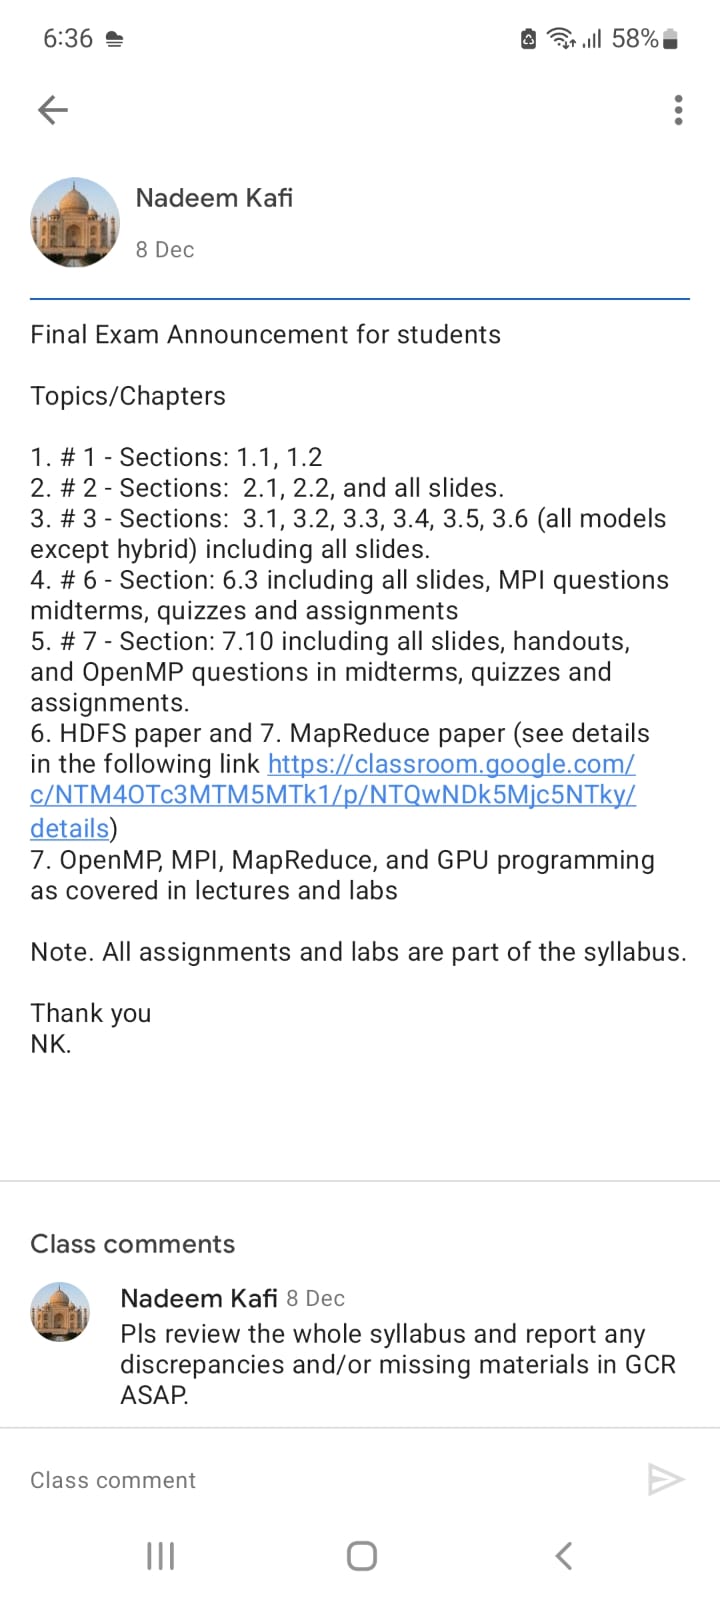 6:36
58%
Nadeem Kafi
8 Dec
Final Exam Announcement for students
Topics/Chapters
1. # 1 - Sections: 1.1, 1.2
2. # 2 - Sections:  2.1, 2.2, and all slides.
3. # 3 - Sections:  3.1, 3.2, 3.3, 3.4, 3.5, 3.6 (all models
except hybrid) including all slides.
4. # 6 - Section: 6.3 including all slides, MPI questions
midterms, quizzes and assignments
5. # 7 - Section: 7.10 including all slides, handouts,
and OpenMP questions in midterms, quizzes and
assignments.
6. HDFS paper and 7. MapReduce paper (see details
in the following link https://classroom.google.com/
c/NTM4OTc3MTM5MTk1/p/NTQwNDk5Mjc5NTky/
details)
7. OpenMP, MPI, MapReduce, and GPU programming
as covered in lectures and labs
Note. All assignments and labs are part of the syllabus.
Thank you
NK.
Class comments
Nadeem Kafi 8 Dec
Pls review the whole syllabus and report any
discrepancies and/or missing materials in GCR
ASAP.
Class comment